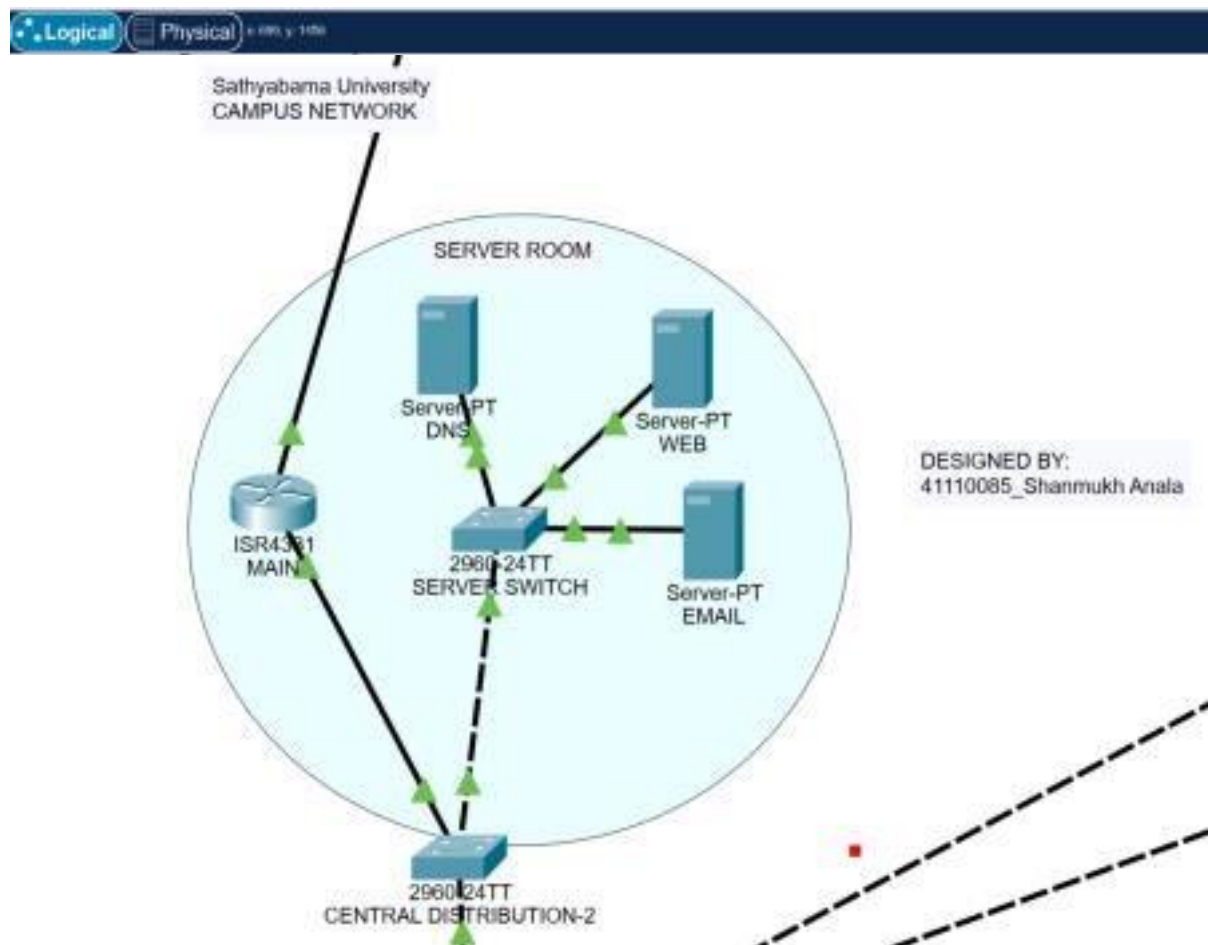 Logical
Physical
Sathyabama University
CAMPUS NETWORK
SERVER ROOM
Server-PT
DNS
Server-PT
WEB
DESIGNED BY:
41110085_Shanmukh Anala
ISR4331
MAIN
2960-24TT
SERVER SWITCH
Server-PT
EMAIL
2960-24TT
CENTRAL DISTRIBUTION-2